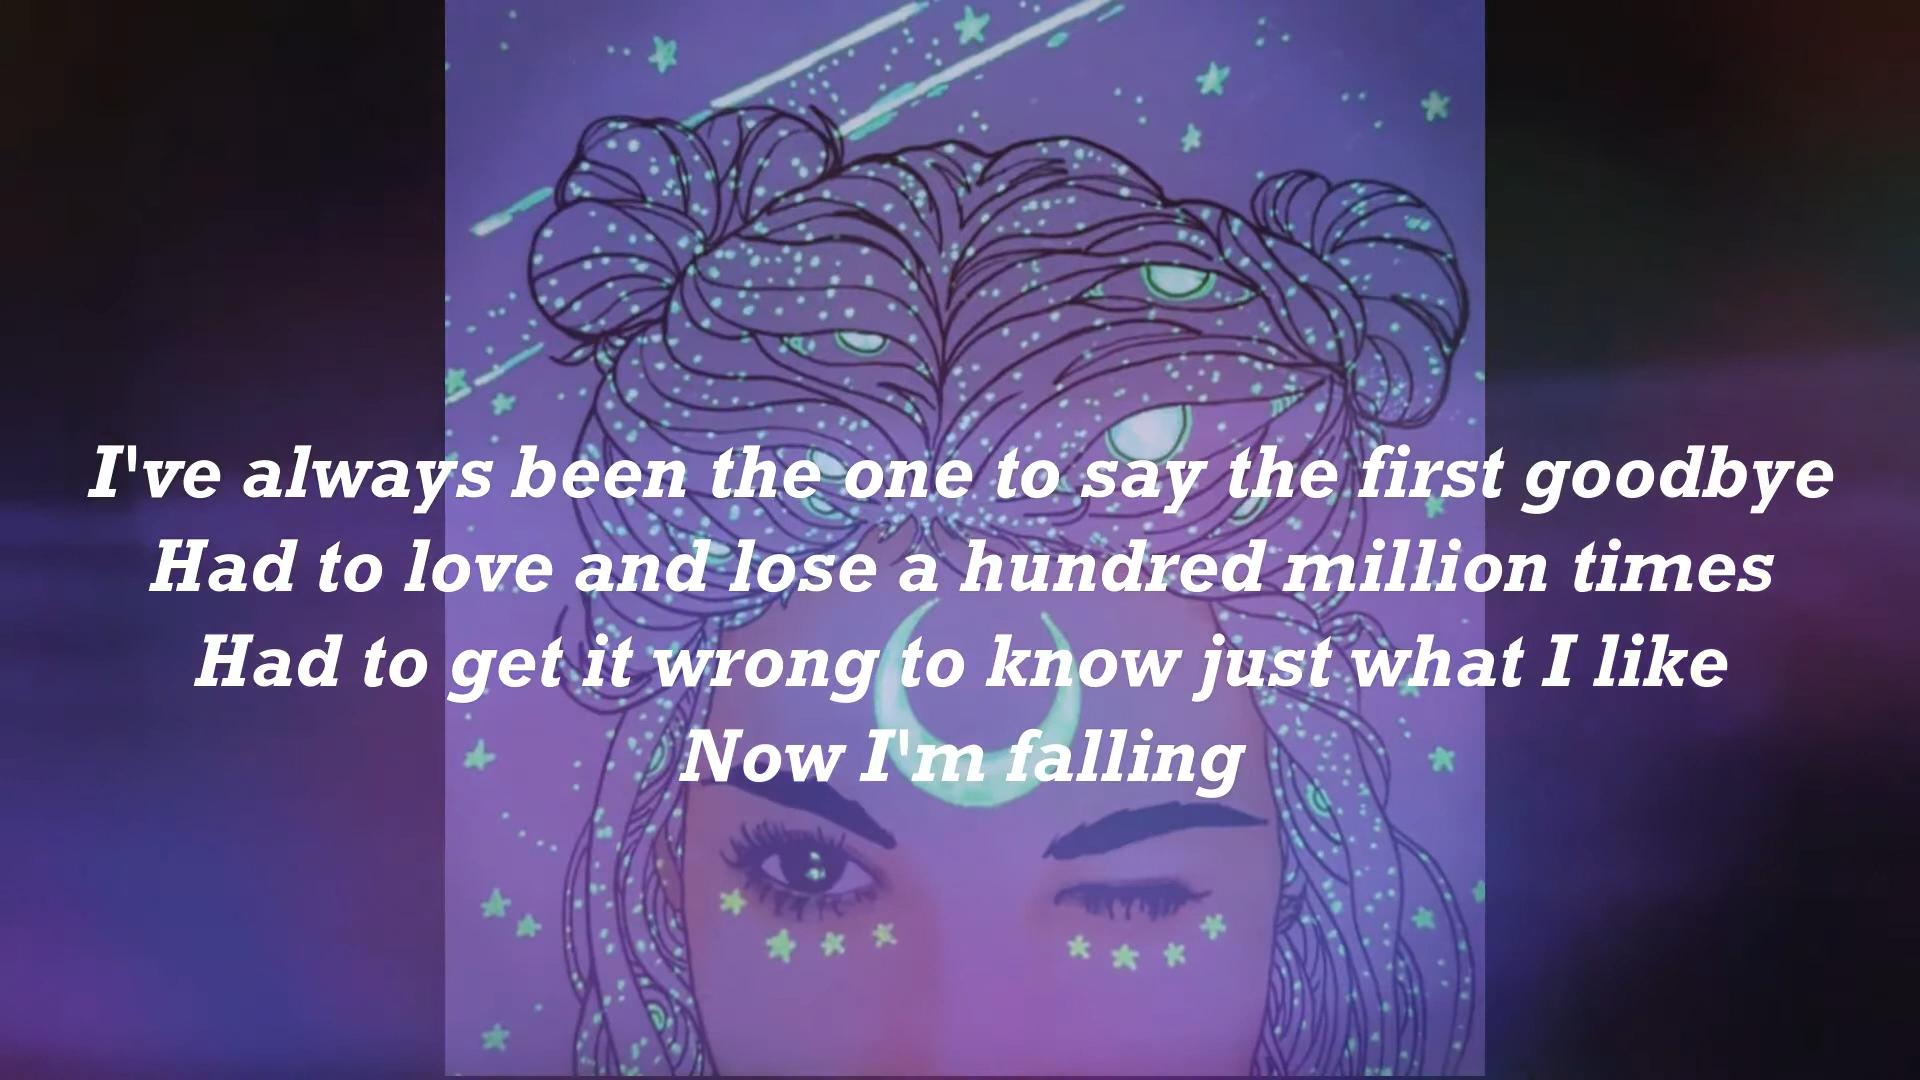 I've always been the one to say the first goodbye
Had to love and lose a hundred million times
Had to get it wrong to know just what I like
Now I'm falling